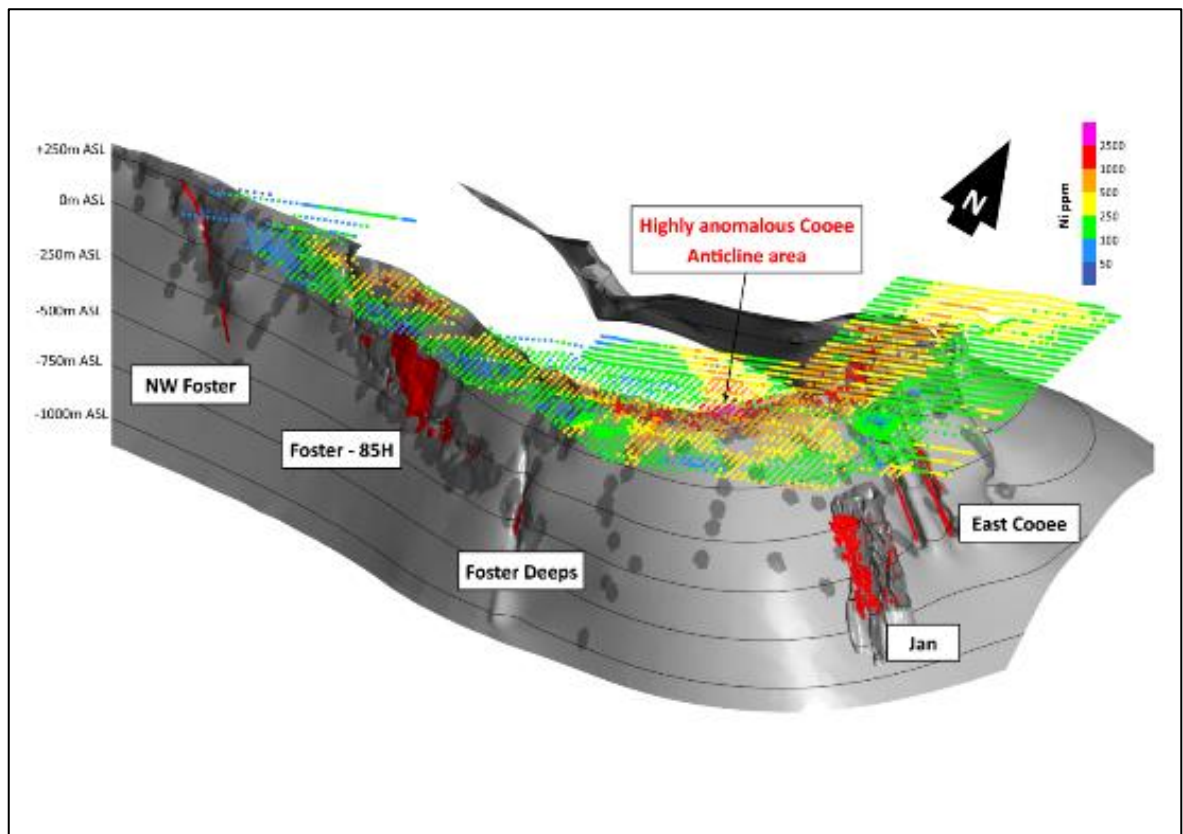 +250m ASL
0m ASL
-250m ASL
-500m ASL
-750m ASL
-1000m ASL
NW Foster
Foster - 85H
Foster Deeps
Highly anomalous Cooee
Anticline area
N
Ni ppm
2500
1000
500
250
100
50
East Cooee
Jan